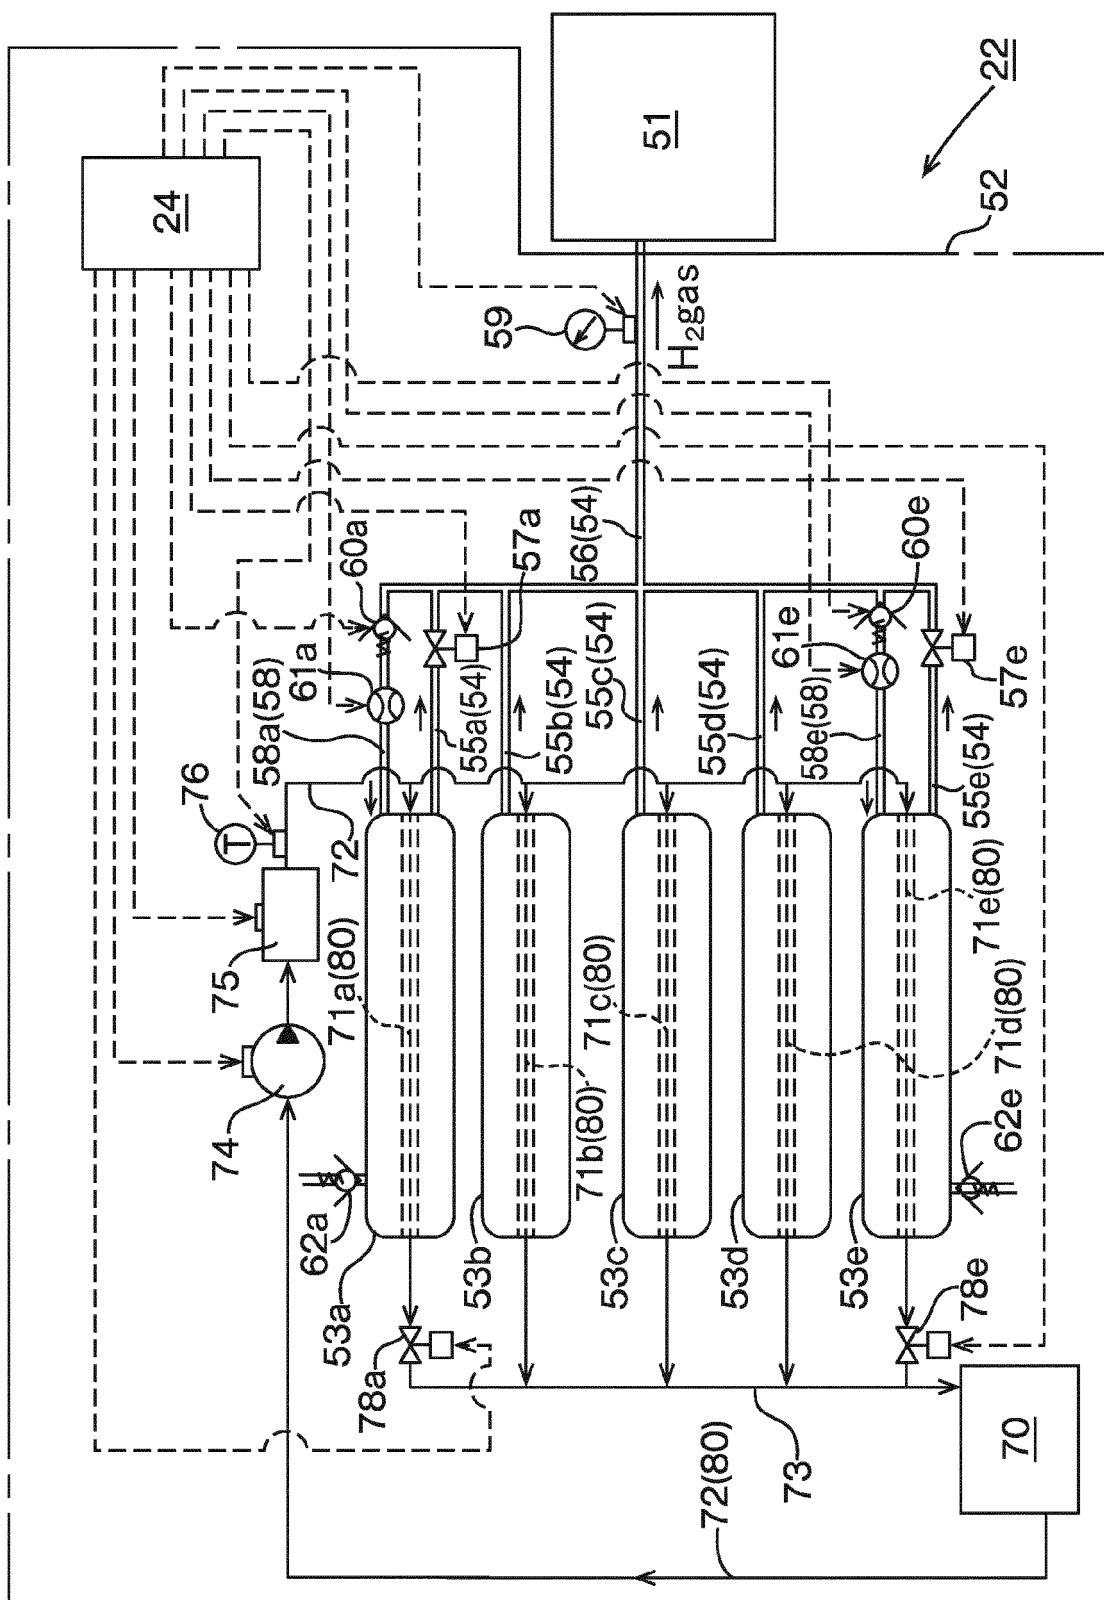 22
24
51
52
59
H2gas
60a
57a
56(54)
60e
57e
61a
61e
58a(58)
55a(54)
55b(54)
55c(54)
55d(54)
58e(58)
55e(54)
76
T
72
75
71a(80)
71c(80)
71e(80)
74
71b(80)
71d(80)
62a
62e
53a
53b
53c
53d
53e
78a
78e
73
70
72(80)